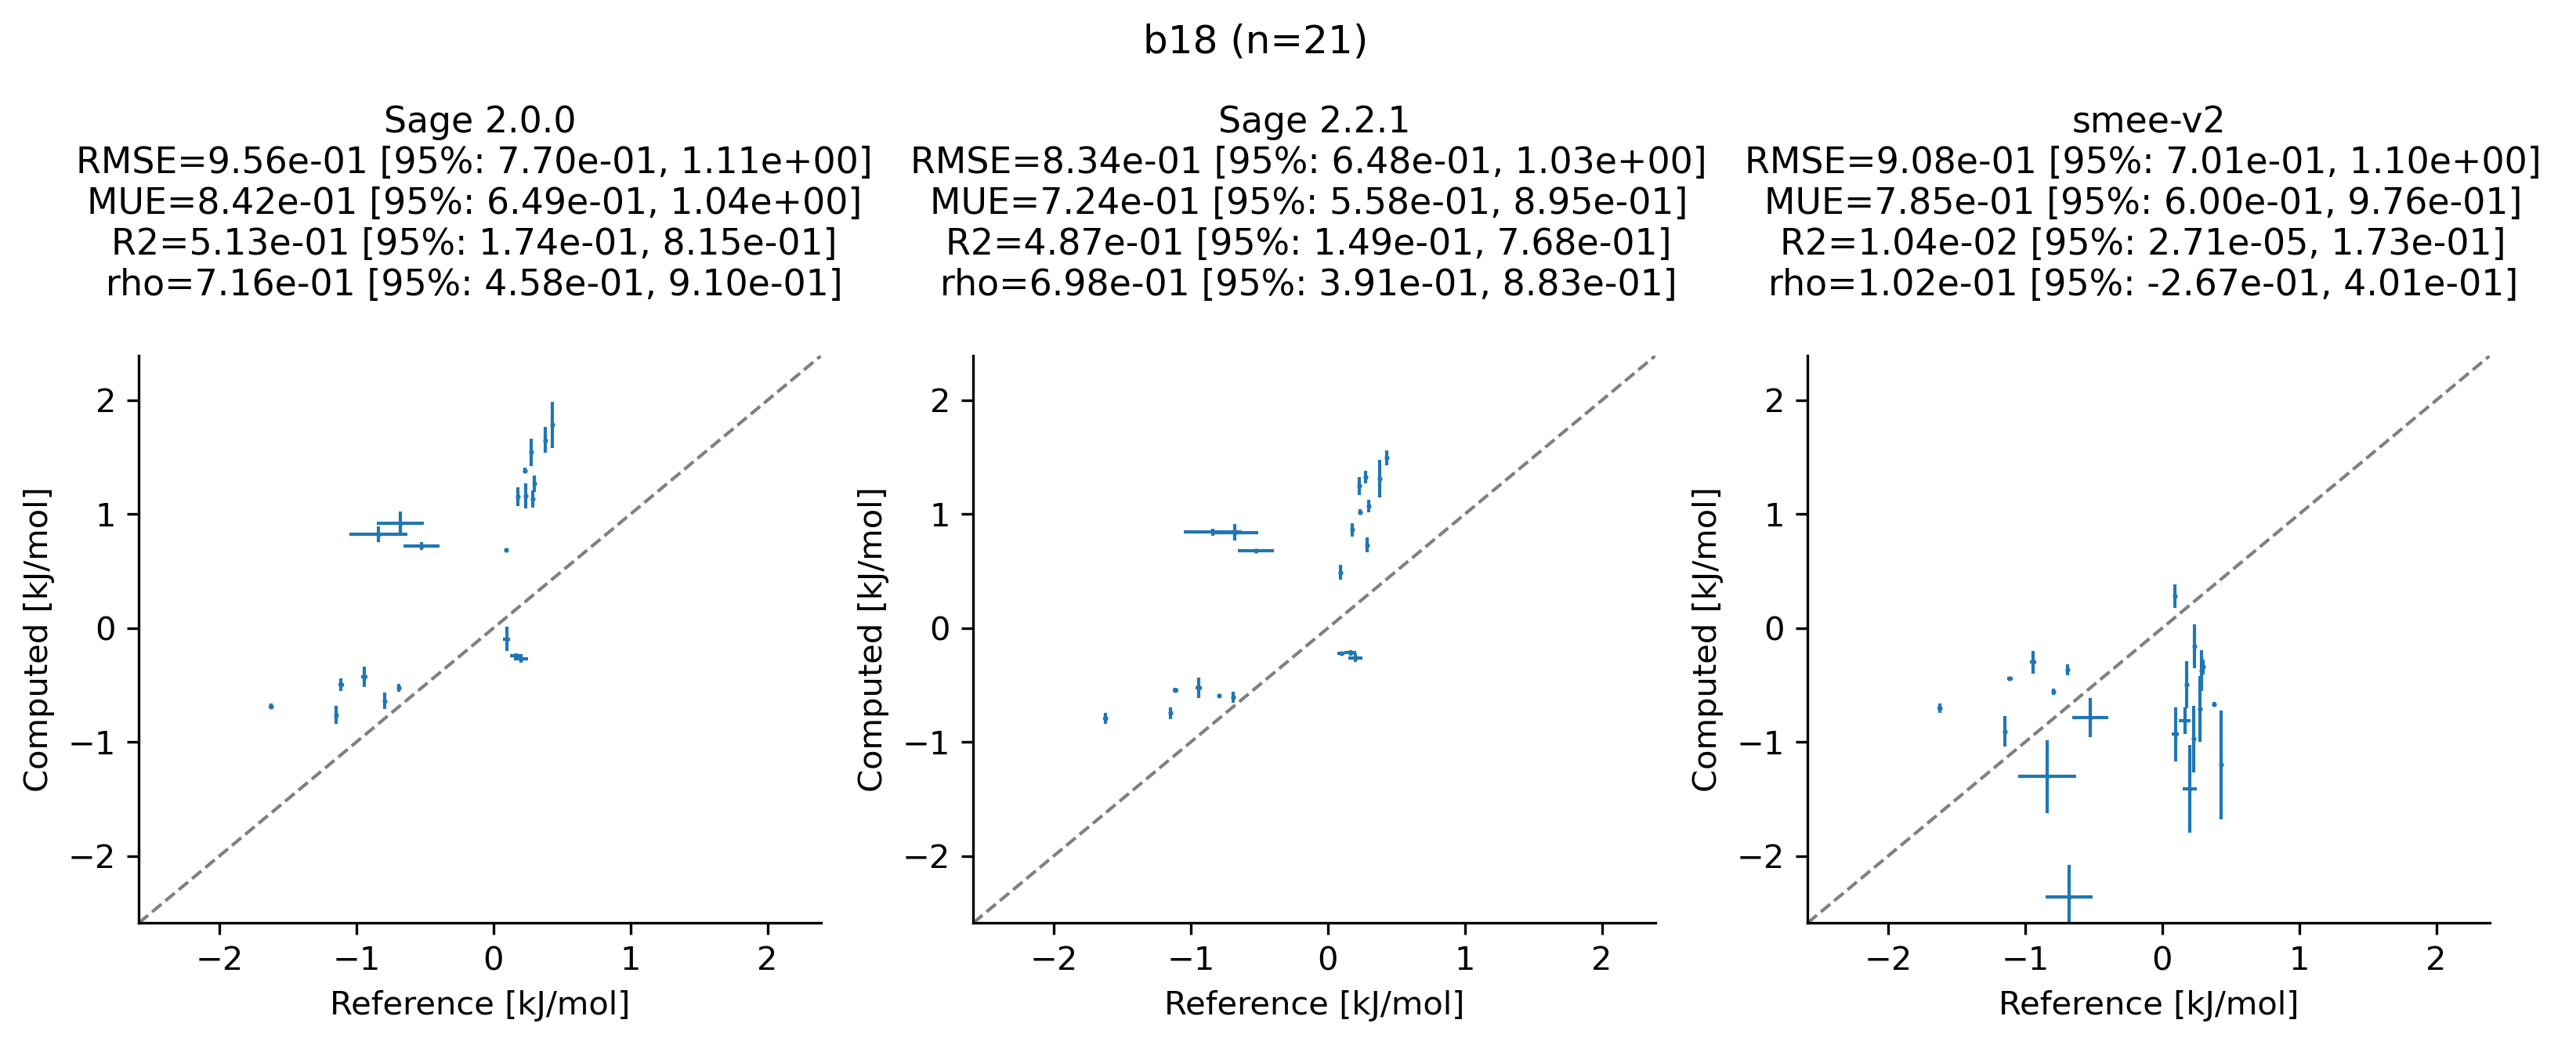 b18 (n=21)
Sage 2.0.0
RMSE=9.56e-01 [95%: 7.70e-01, 1.11e+00]
MUE=8.42e-01 [95%: 6.49e-01, 1.04e+00]
R2=5.13e-01 [95%: 1.74e-01, 8.15e-01]
rho=7.16e-01 [95%: 4.58e-01, 9.10e-01]
2
1
0
−1
−2
Computed [kJ/mol]
−2
−1
0
1
2
Reference [kJ/mol]
Sage 2.2.1
RMSE=8.34e-01 [95%: 6.48e-01, 1.03e+00]
MUE=7.24e-01 [95%: 5.58e-01, 8.95e-01]
R2=4.87e-01 [95%: 1.49e-01, 7.68e-01]
rho=6.98e-01 [95%: 3.91e-01, 8.83e-01]
2
1
0
−1
−2
Computed [kJ/mol]
−2
−1
0
1
2
Reference [kJ/mol]
smee-v2
RMSE=9.08e-01 [95%: 7.01e-01, 1.10e+00]
MUE=7.85e-01 [95%: 6.00e-01, 9.76e-01]
R2=1.04e-02 [95%: 2.71e-05, 1.73e-01]
rho=1.02e-01 [95%: -2.67e-01, 4.01e-01]
2
1
0
−1
−2
Computed [kJ/mol]
−2
−1
0
1
2
Reference [kJ/mol]